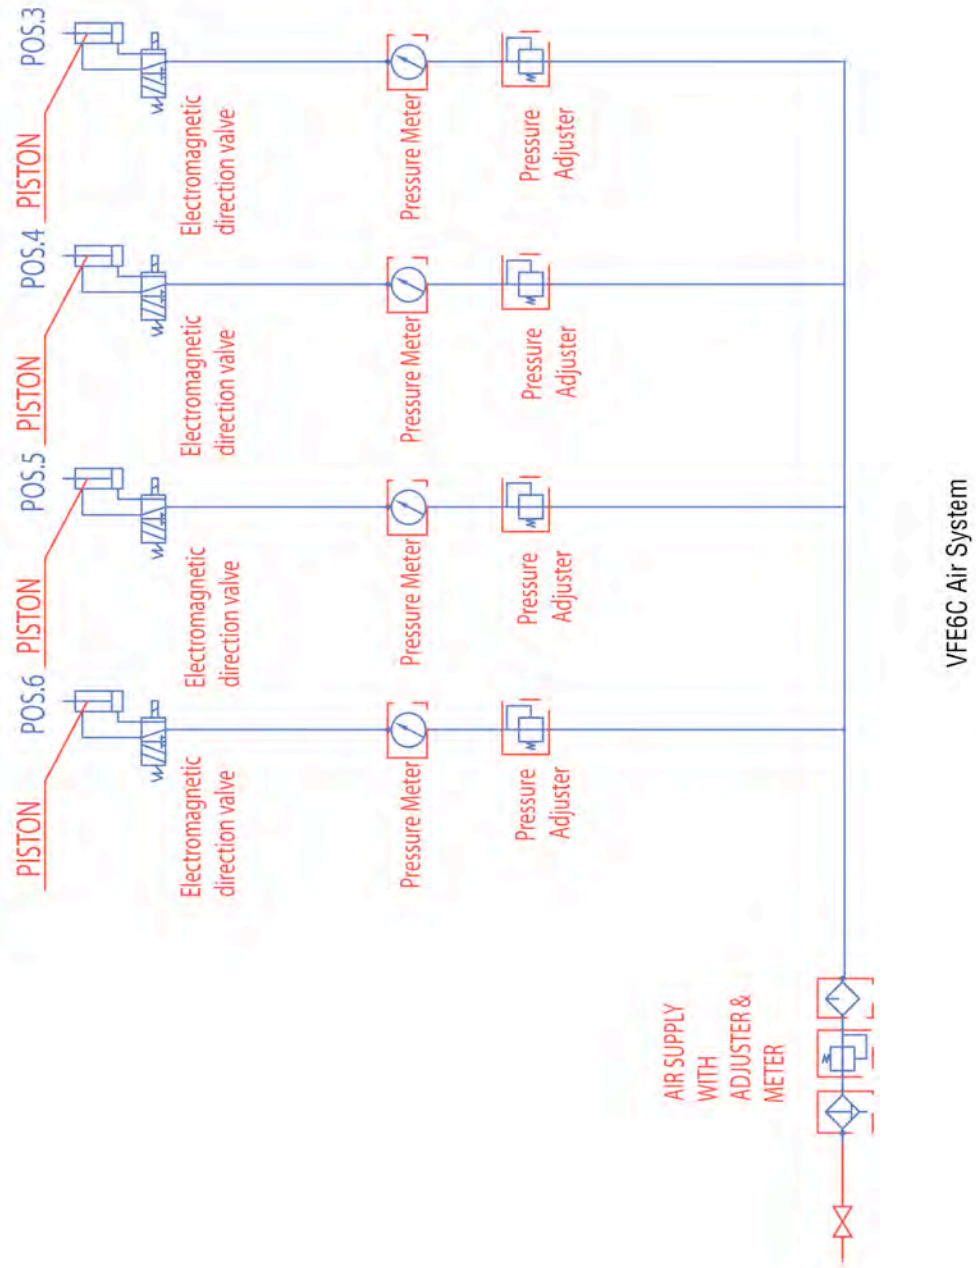 POS.6
POS.5
POS.4
POS.3
PISTON
PISTON
PISTON
PISTON
Electromagnetic
direction valve
Electromagnetic
direction valve
Electromagnetic
direction valve
Electromagnetic
direction valve
Pressure Meter
Pressure Meter
Pressure Meter
Pressure Meter
Pressure
Adjuster
Pressure
Adjuster
Pressure
Adjuster
Pressure
Adjuster
AIR SUPPLY
WITH
ADJUSTER &
METER
VFE6C Air System